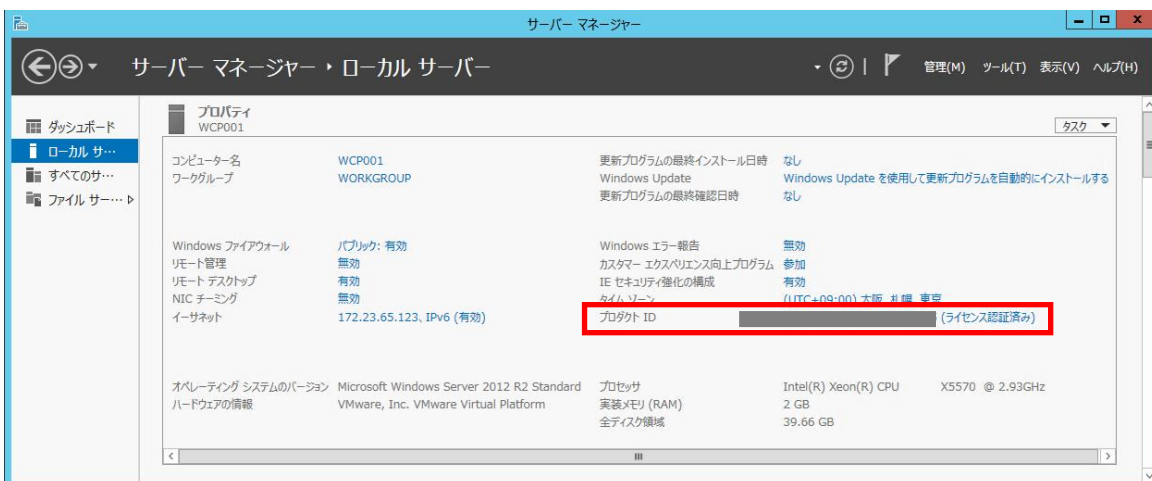 サーバー マネージャー
サーバー マネージャー ・ ローカル サーバー
管理(M) ツール(T) 表示(V) ヘルプ(H)
ダッシュボード
ローカル サ…
すべてのサ…
ファイル サー…
プロパティ
WCP001
タスク
コンピューター名 WCP001
ワークグループ WORKGROUP
更新プログラムの最終インストール日時 なし
Windows Update Windows Update を使用して更新プログラムを自動的にインストールする
更新プログラムの最終確認日時 なし
Windows ファイアウォール パブリック: 有効
リモート管理 無効
リモート デスクトップ 有効
NIC チーミング 無効
イーサネット 172.23.65.123、IPv6 (有効)
Windows エラー報告 無効
カスタマー エクスペリエンス向上プログラム 参加
IE セキュリティ強化の構成 有効
タイム ゾーン (UTC+09:00) 大阪、札幌、東京
プロダクト ID (ライセンス認証済み)
オペレーティング システムのバージョン Microsoft Windows Server 2012 R2 Standard
ハードウェアの情報 VMware, Inc. VMware Virtual Platform
プロセッサ Intel(R) Xeon(R) CPU X5570 @ 2.93GHz
実装メモリ (RAM) 2 GB
全ディスク領域 39.66 GB